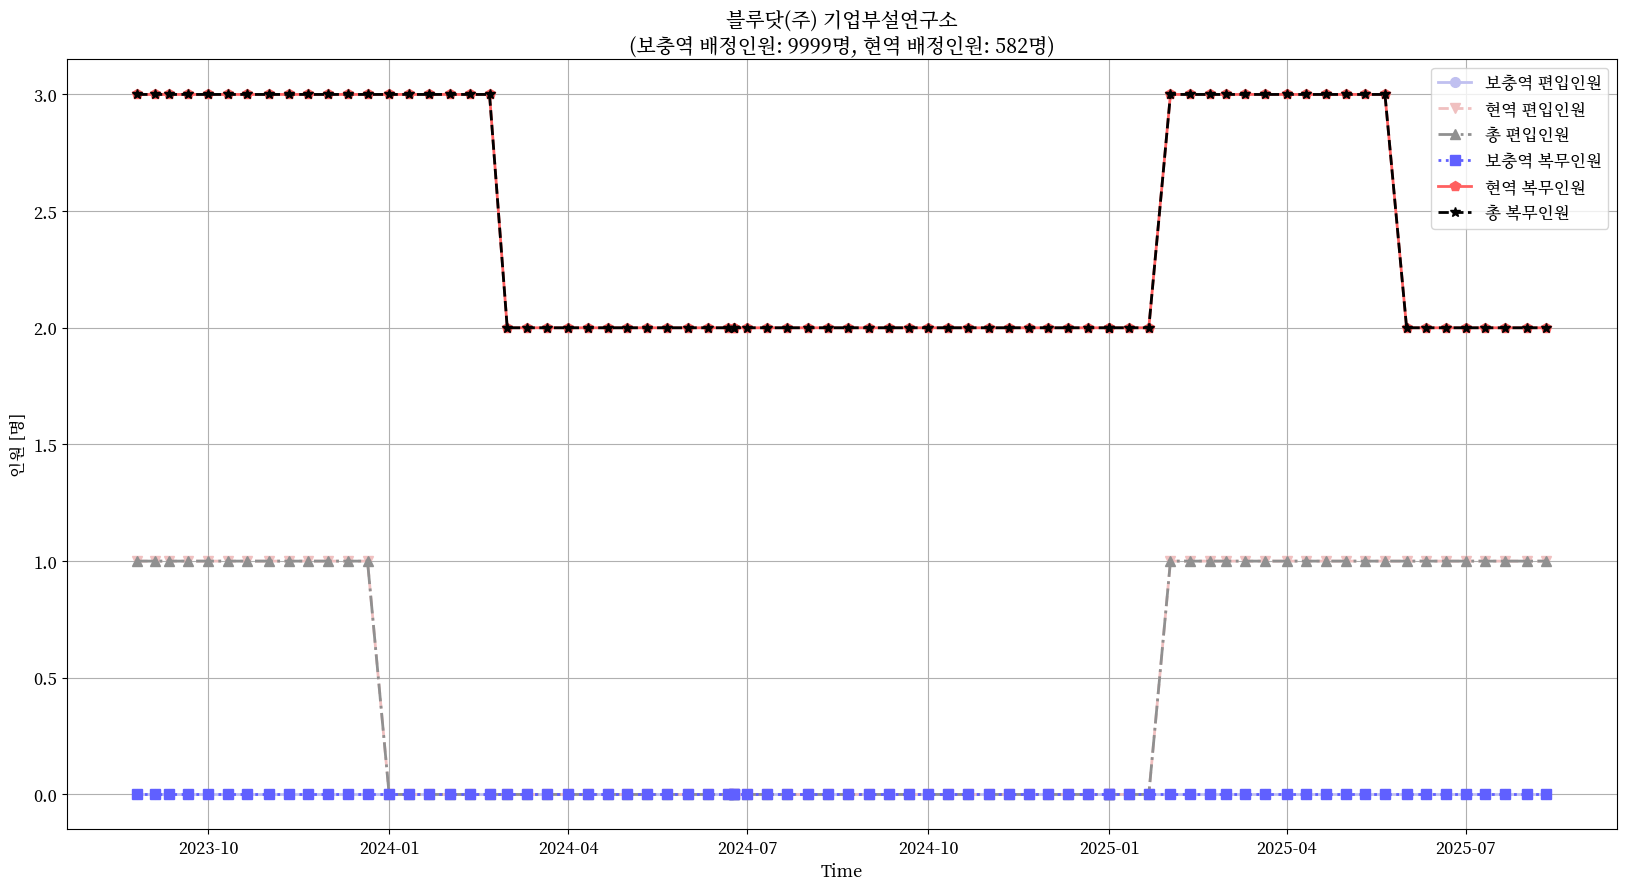 블루닷(주) 기업부설연구소
(보충역 배정인원: 9999명, 현역 배정인원: 582명)
보충역 편입인원
현역 편입인원
총 편입인원
보충역 복무인원
현역 복무인원
총 복무인원
인원 [명]
3.0
2.5
2.0
1.5
1.0
0.5
0.0
2023-10
2024-01
2024-04
2024-07
2024-10
2025-01
2025-04
2025-07
Time